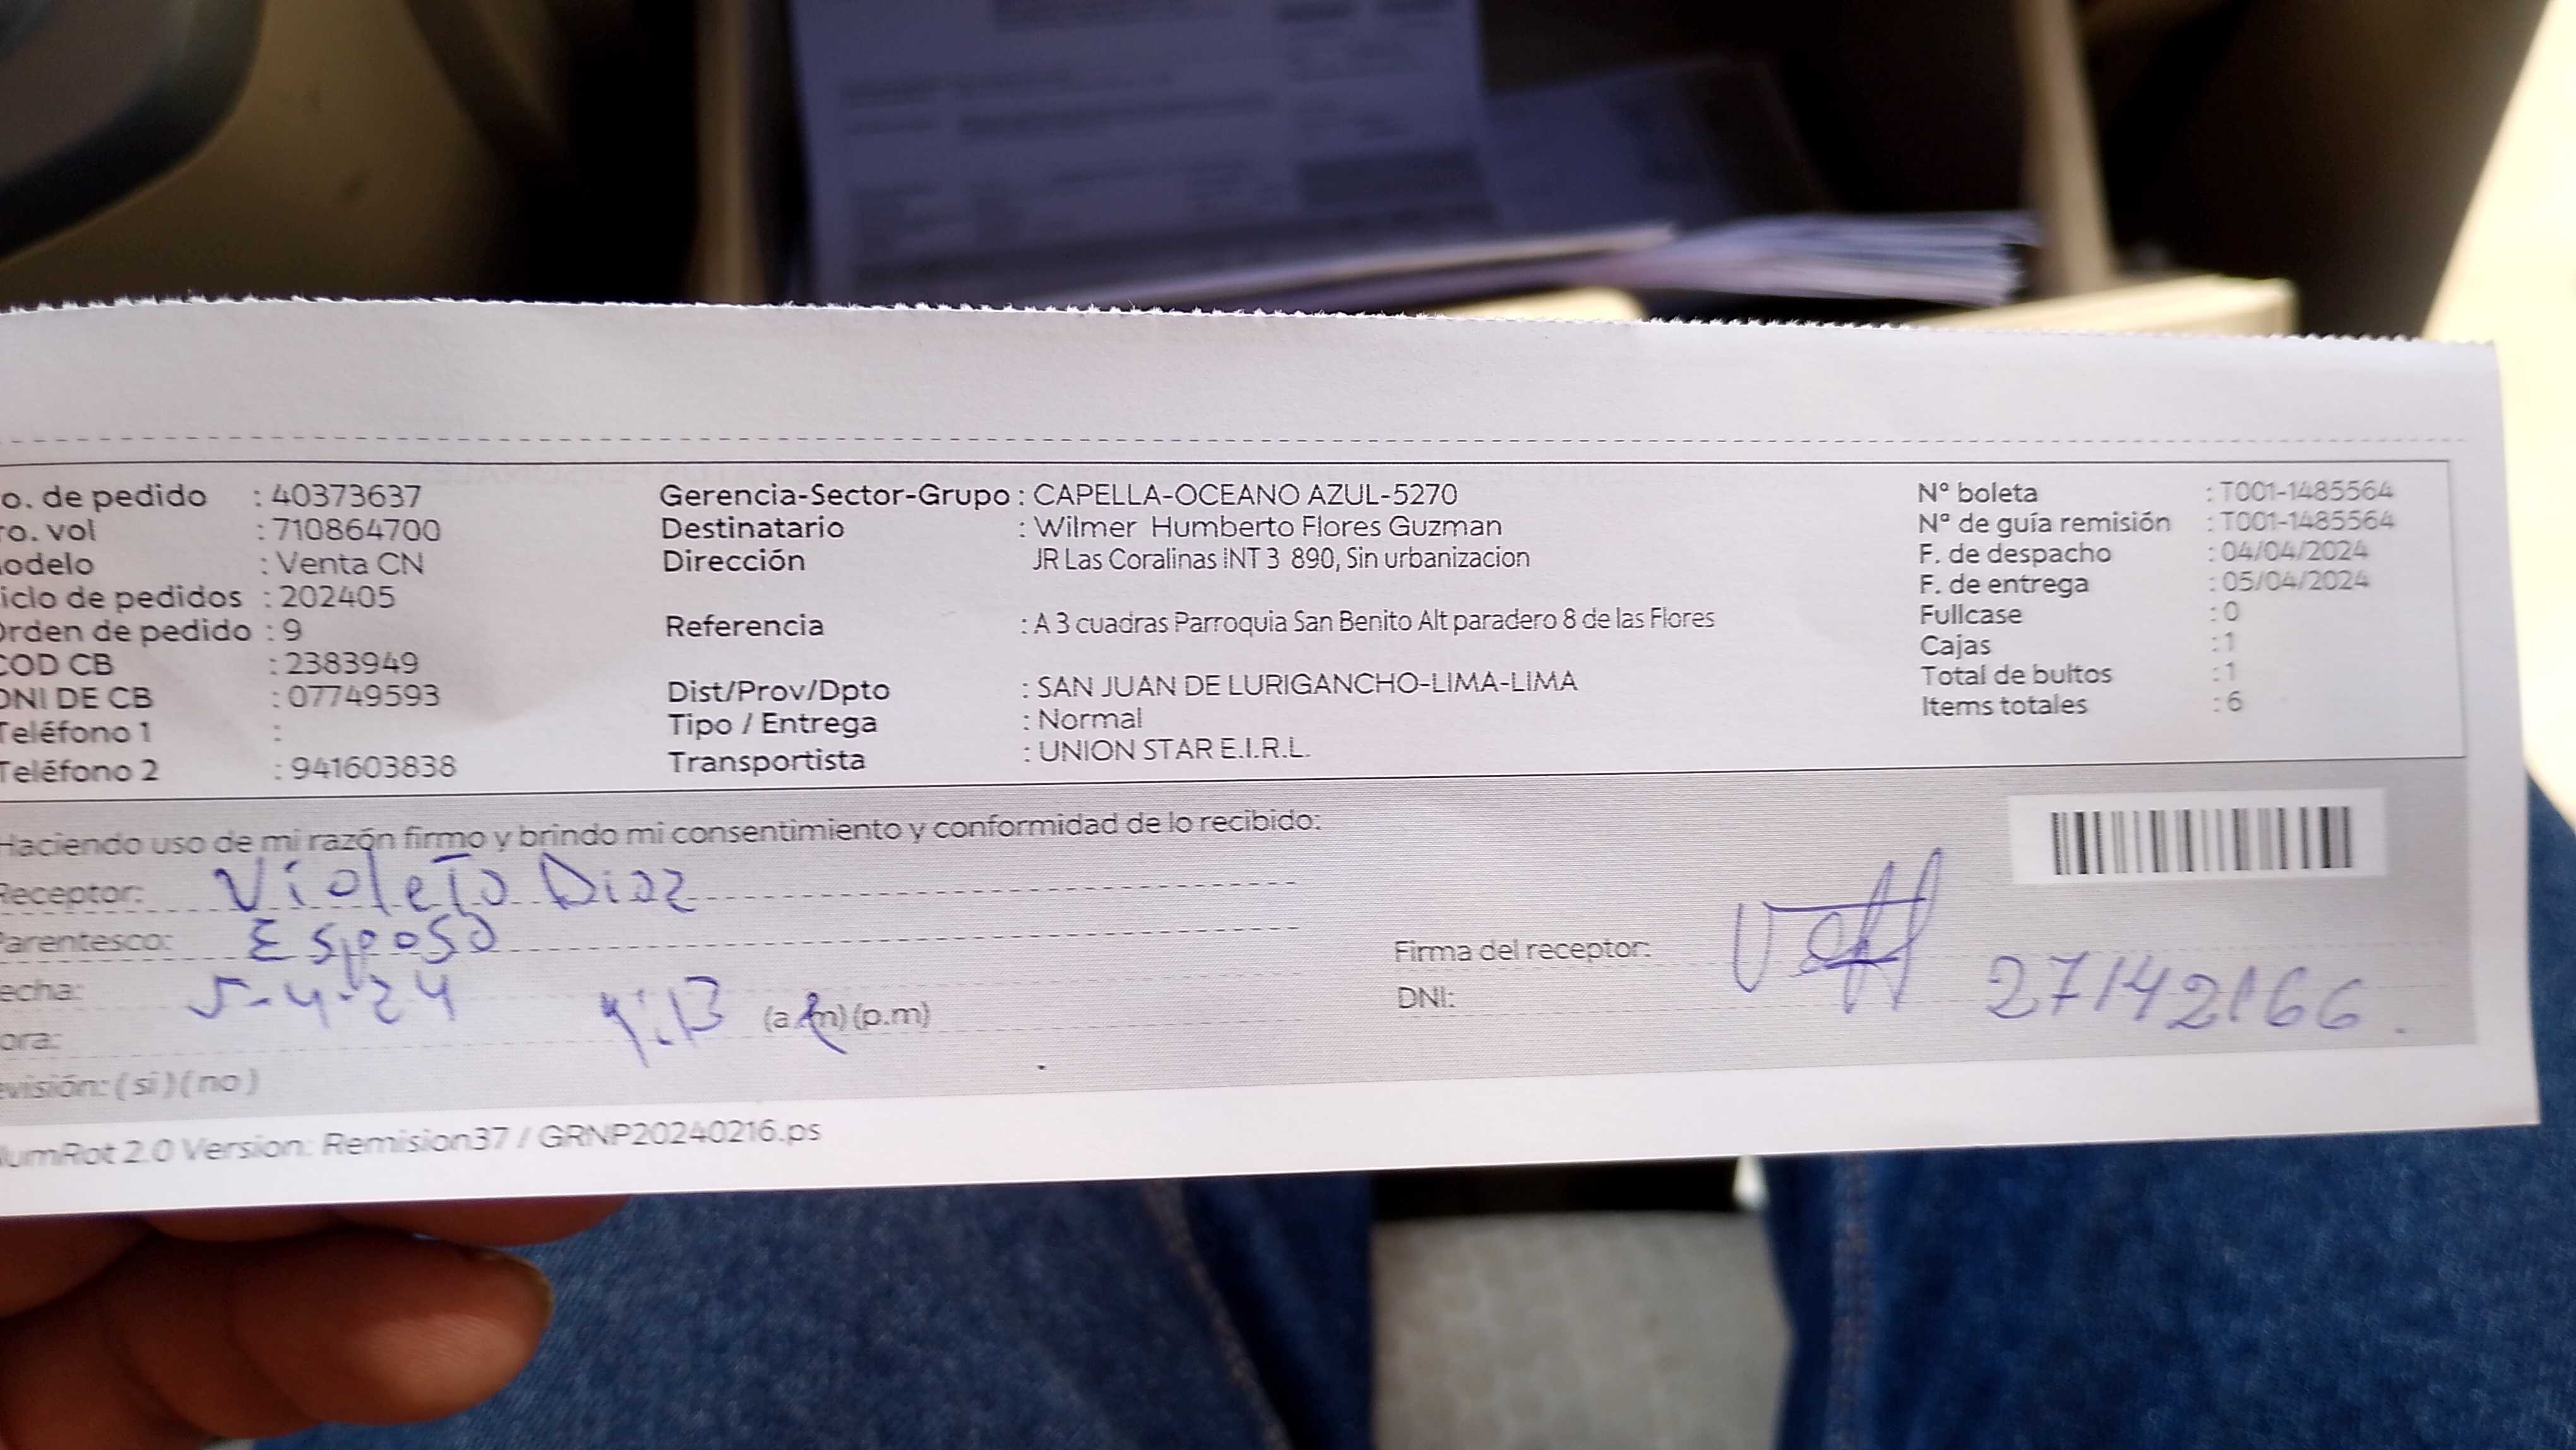 o. de pedido : 40373637
ro. vol : 710864700
odelo : Venta CN
iclo de pedidos : 202405
Orden de pedido : 9
COD CB : 2383949
DNI DE CB : 07749593
Teléfono 1 :
Teléfono 2 : 941603838
Gerencia-Sector-Grupo : CAPELLA-OCEANO AZUL-5270
Destinatario : Wilmer Humberto Flores Guzman
Dirección JR Las Coralinas INT 3 890, Sin urbanizacion
Referencia : A 3 cuadras Parroquia San Benito Alt paradero 8 de las Flores
Dist/Prov/Dpto : SAN JUAN DE LURIGANCHO-LIMA-LIMA
Tipo / Entrega : Normal
Transportista : UNION STAR E.I.R.L.
N° boleta : T001-1485564
N° de guía remisión : T001-1485564
F. de despacho : 04/04/2024
F. de entrega : 05/04/2024
Fullcase : 0
Cajas : 1
Total de bultos : 1
Items totales : 6
Haciendo uso de mi razón firmo y brindo mi consentimiento y conformidad de lo recibido:
Receptor: Violeta Diaz
Parentesco: Esposa
echa: 5-4-24
ora: (a.m) (p.m)
evisión: ( si ) ( no )
Firma del receptor:
DNI: 27142166
NumRot 2.0 Version: Remision37 / GRNP20240216.ps